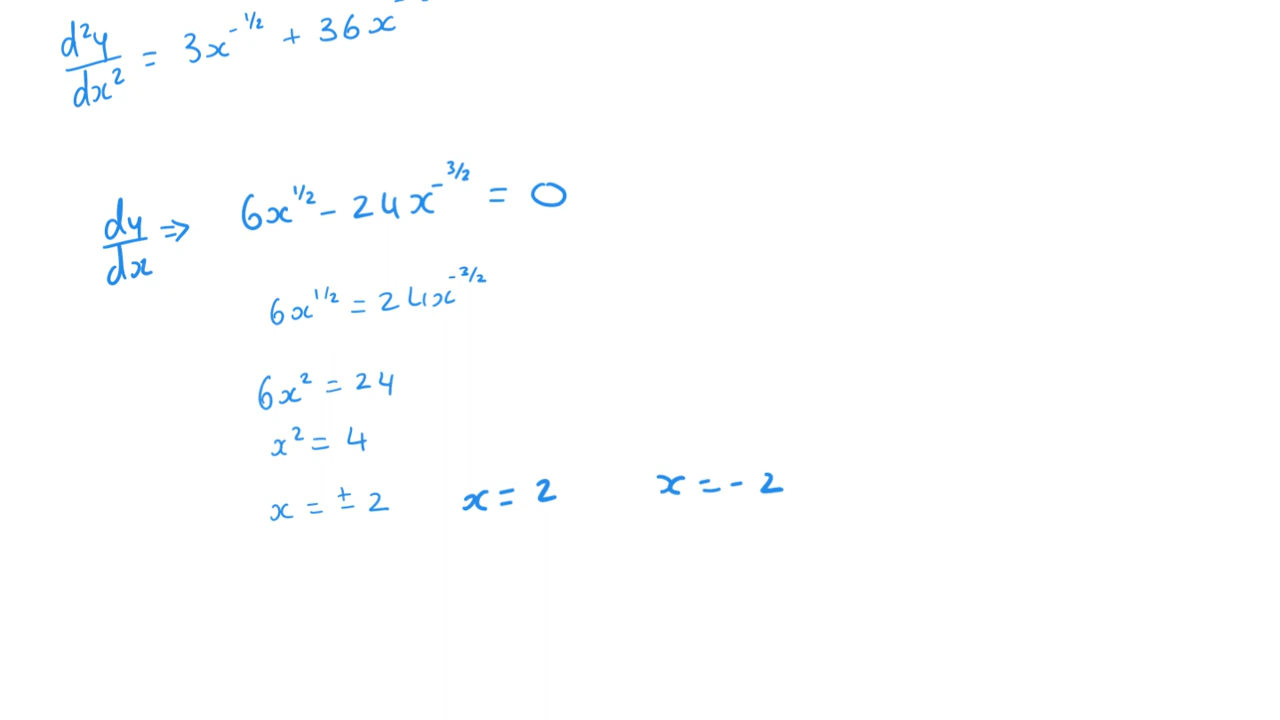 d²y/dx² = 3x^(-1/2) + 36x
dy/dx ⇒ 6x^(1/2) - 24x^(-3/2) = 0
6x^(1/2) = 24x^(-3/2)
6x² = 24
x² = 4
x = ± 2 x = 2 x = - 2